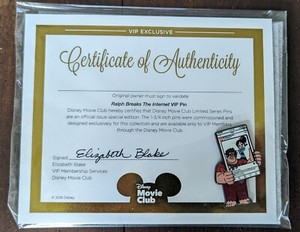 VIP EXCLUSIVE
Certificate of Authenticity
Original owner must sign to validate
Ralph Breaks The Internet VIP Pin
Disney Movie Club hereby certifies that Disney Movie Club Limited Series Pins
are an official issue special edition. The 1-3/4 inch pins were commissioned and
designed exclusively for this collection and are available only to VIP Members
through the Disney Movie Club.
Signed Elizabeth Blake
Elizabeth Blake
VIP Membership Services
Disney Movie Club
Disney
Movie
Club
© 2018 Disney